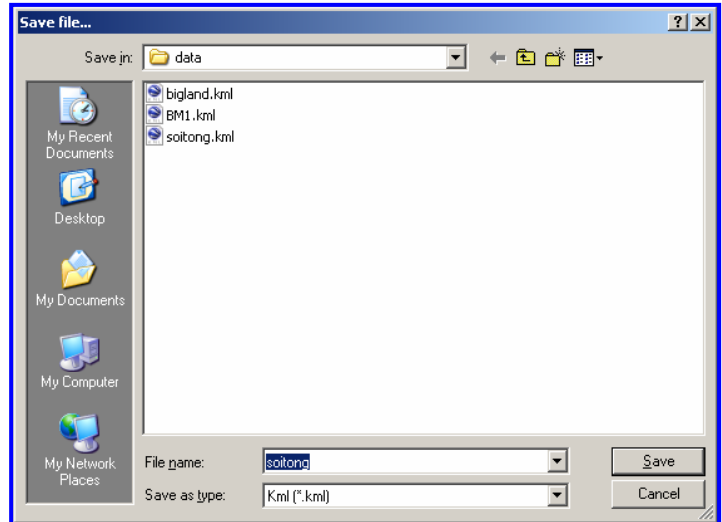 Save file...
Save in:
data
bigland.kml
BM1.kml
soitong.kml
My Recent
Documents
Desktop
My Documents
My Computer
My Network
Places
File name:
soitong
Save
Save as type:
Kml (*.kml)
Cancel